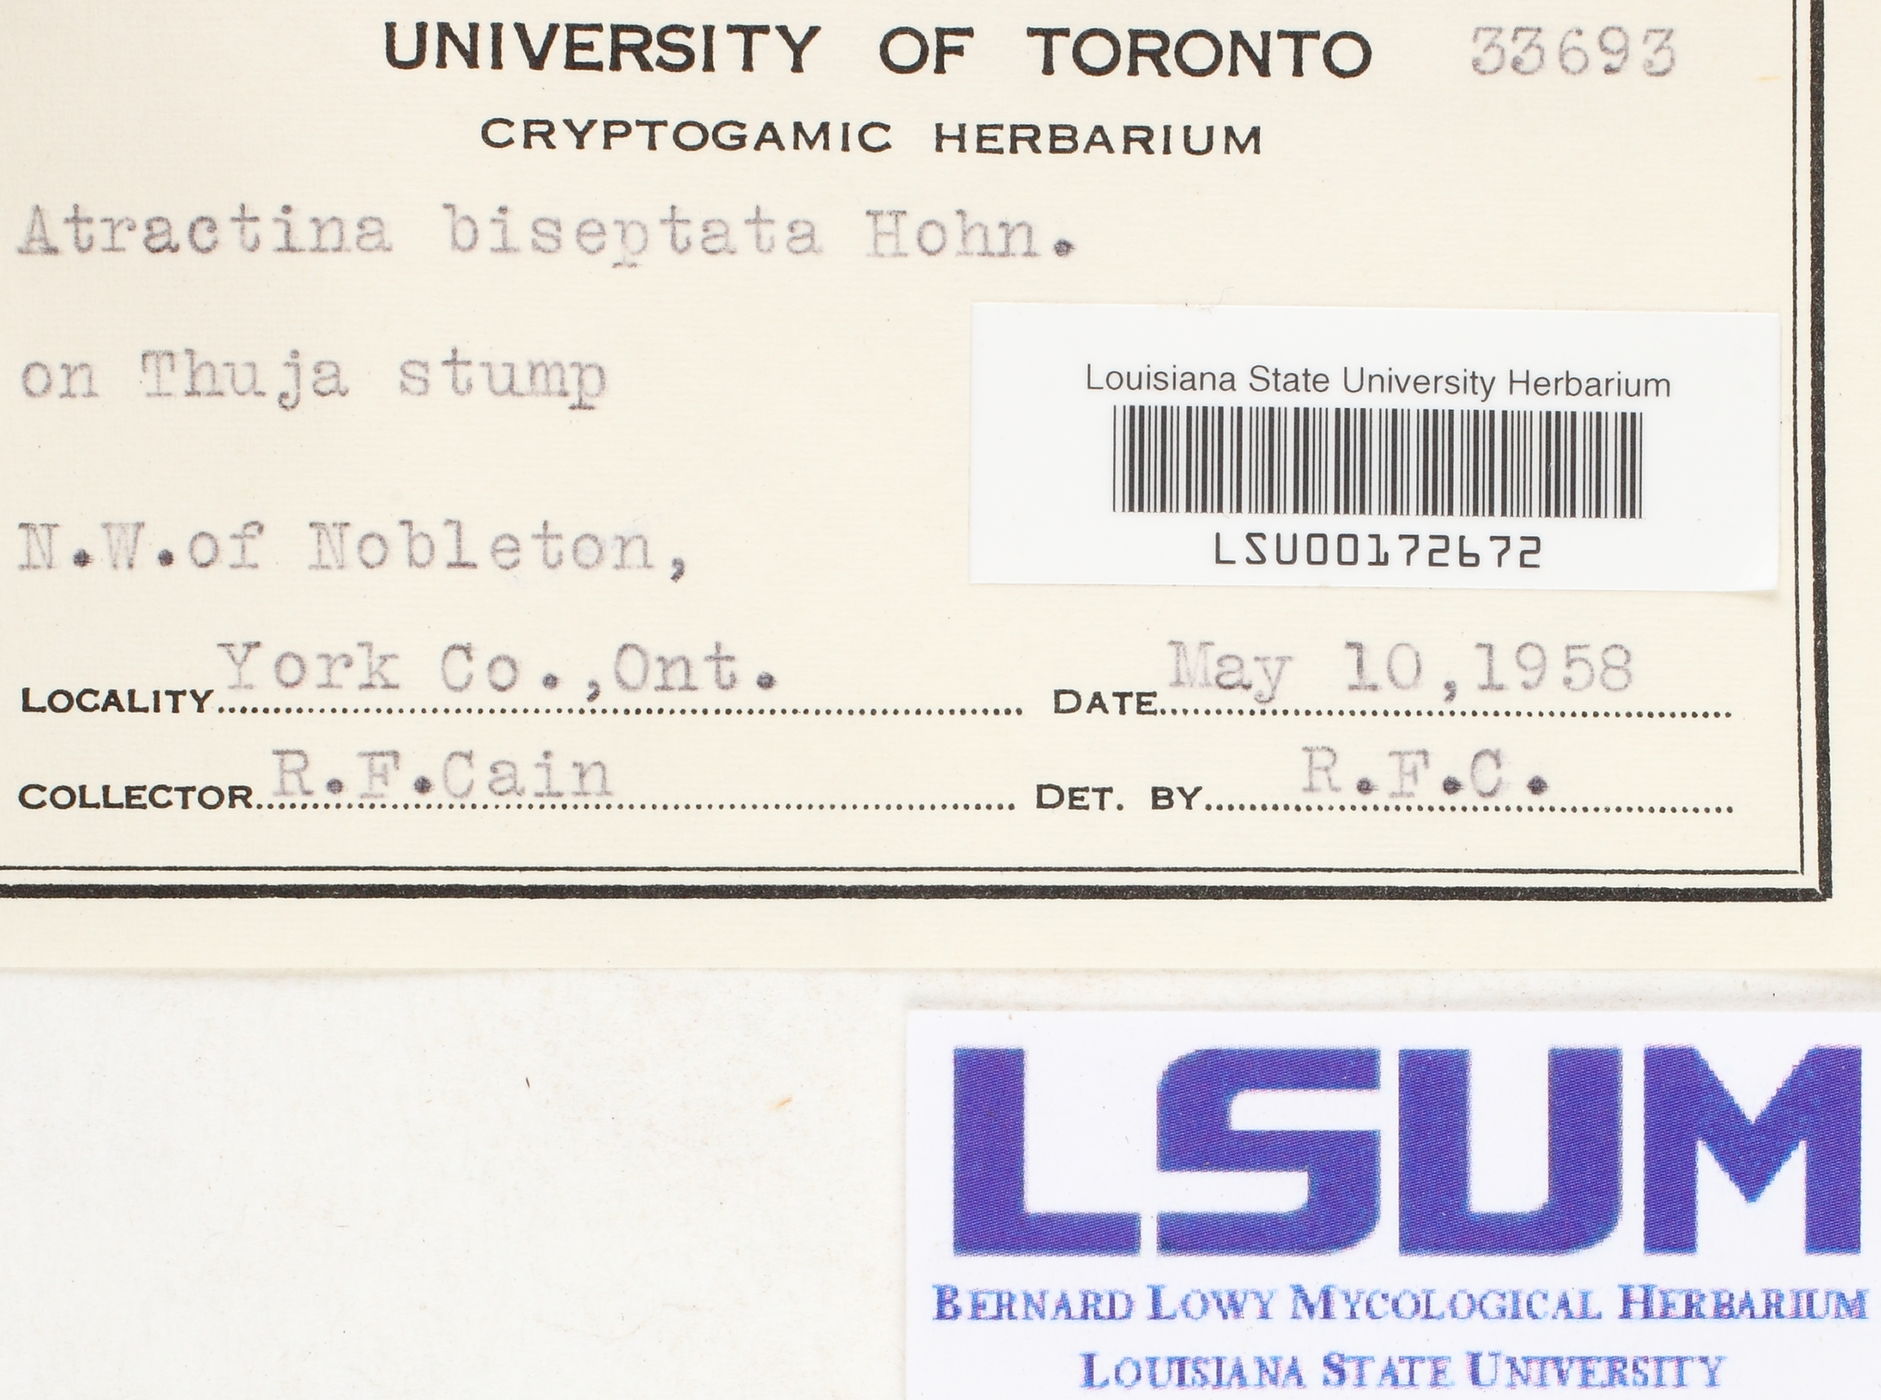 UNIVERSITY OF TORONTO 33693
CRYPTOGAMIC HERBARIUM
Atractina biseptata Hohn.
on Thuja stump
Louisiana State University Herbarium
LSU00172672
N.W.of Nobleton,
LOCALITY York Co.,Ont. DATE May 10,1958
COLLECTOR R.F.Cain DET. BY R.F.C.
LSUM
BERNARD LOWY MYCOLOGICAL HERBARIUM
LOUISIANA STATE UNIVERSITY